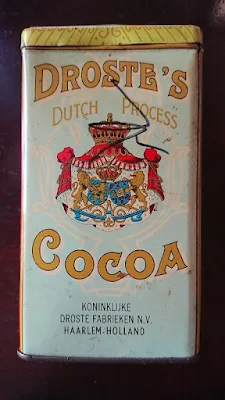 DROSTE'S
DUTCH PROCESS
COCOA
KONINKLIJKE
DROSTE FABRIEKEN N.V.
HAARLEM-HOLLAND